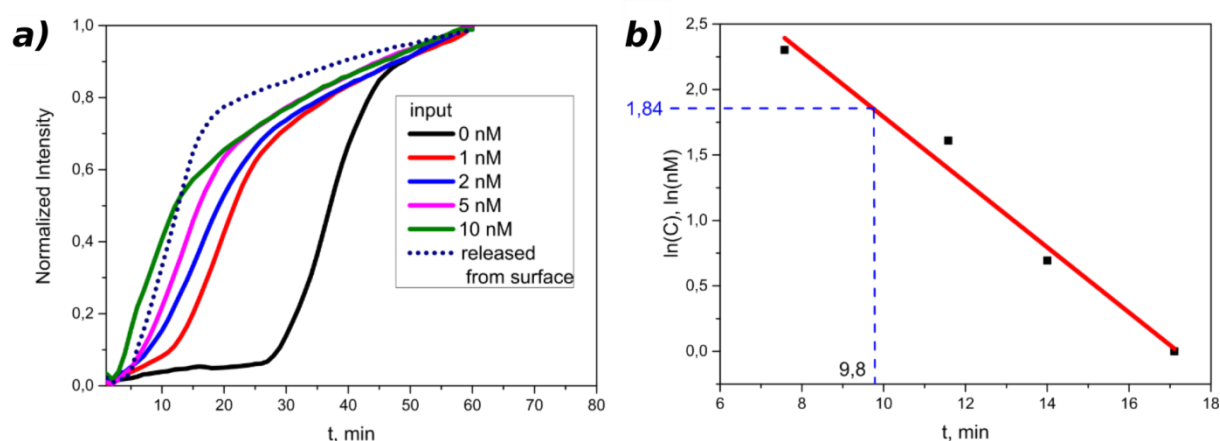 a)
Normalized Intensity
1,0
0,8
0,6
0,4
0,2
0,0
0 10 20 30 40 50 60 70 80
t, min
input
0 nM
1 nM
2 nM
5 nM
10 nM
released
from surface
b)
ln(C), ln(nM)
2,5
2,0
1,84
1,5
1,0
0,5
0,0
9,8
6 8 10 12 14 16 18
t, min